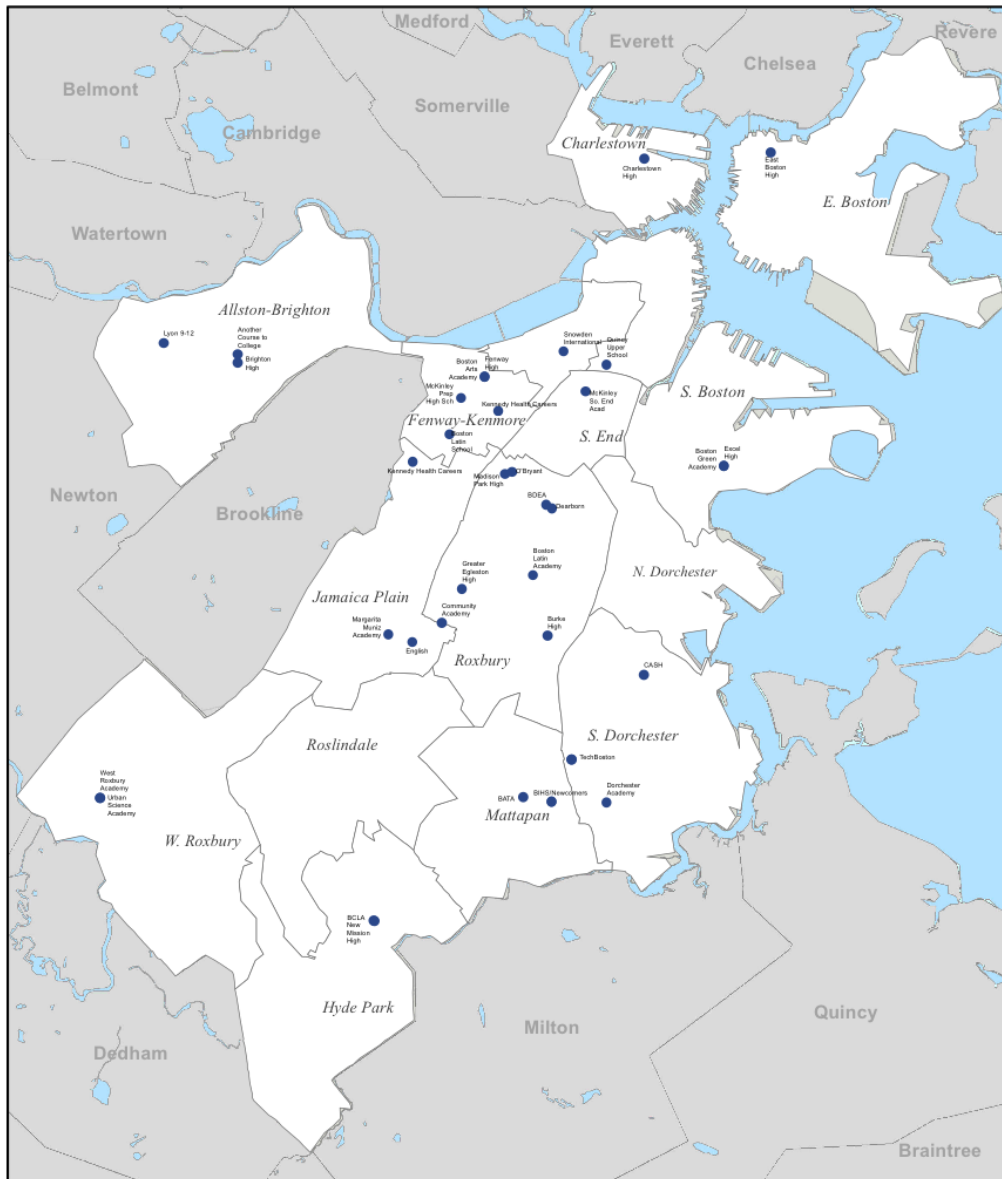 Medford
Everett
Revere
Chelsea
Belmont
Somerville
Cambridge
Charlestown
Charlestown
High
East
Boston
High
E. Boston
Watertown
Allston-Brighton
Lyon 9-12
Another
Course to
College
Brighton
High
Snowden
International
Quincy
Upper
School
Boston
Arts
Academy
Fenway
High
McKinley
Prep
High Sch
Kennedy Health Careers
McKinley
So. End
Acad
S. Boston
Fenway-Kenmore
S. End
Boston
Latin
School
Boston
Green
Academy
Excel
High
Kennedy Health Careers
Madison
Park High
O'Bryant
Newton
Brookline
BDEA
Dearborn
Boston
Latin
Academy
Greater
Egleston
High
N. Dorchester
Jamaica Plain
Community
Academy
Margarita
Muniz
Academy
English
Burke
High
Roxbury
CASH
Roslindale
S. Dorchester
TechBoston
West
Roxbury
Academy
Urban
Science
Academy
BATA
BIHS/Newcomers
Dorchester
Academy
Mattapan
W. Roxbury
BCLA
New
Mission
High
Hyde Park
Quincy
Milton
Dedham
Braintree